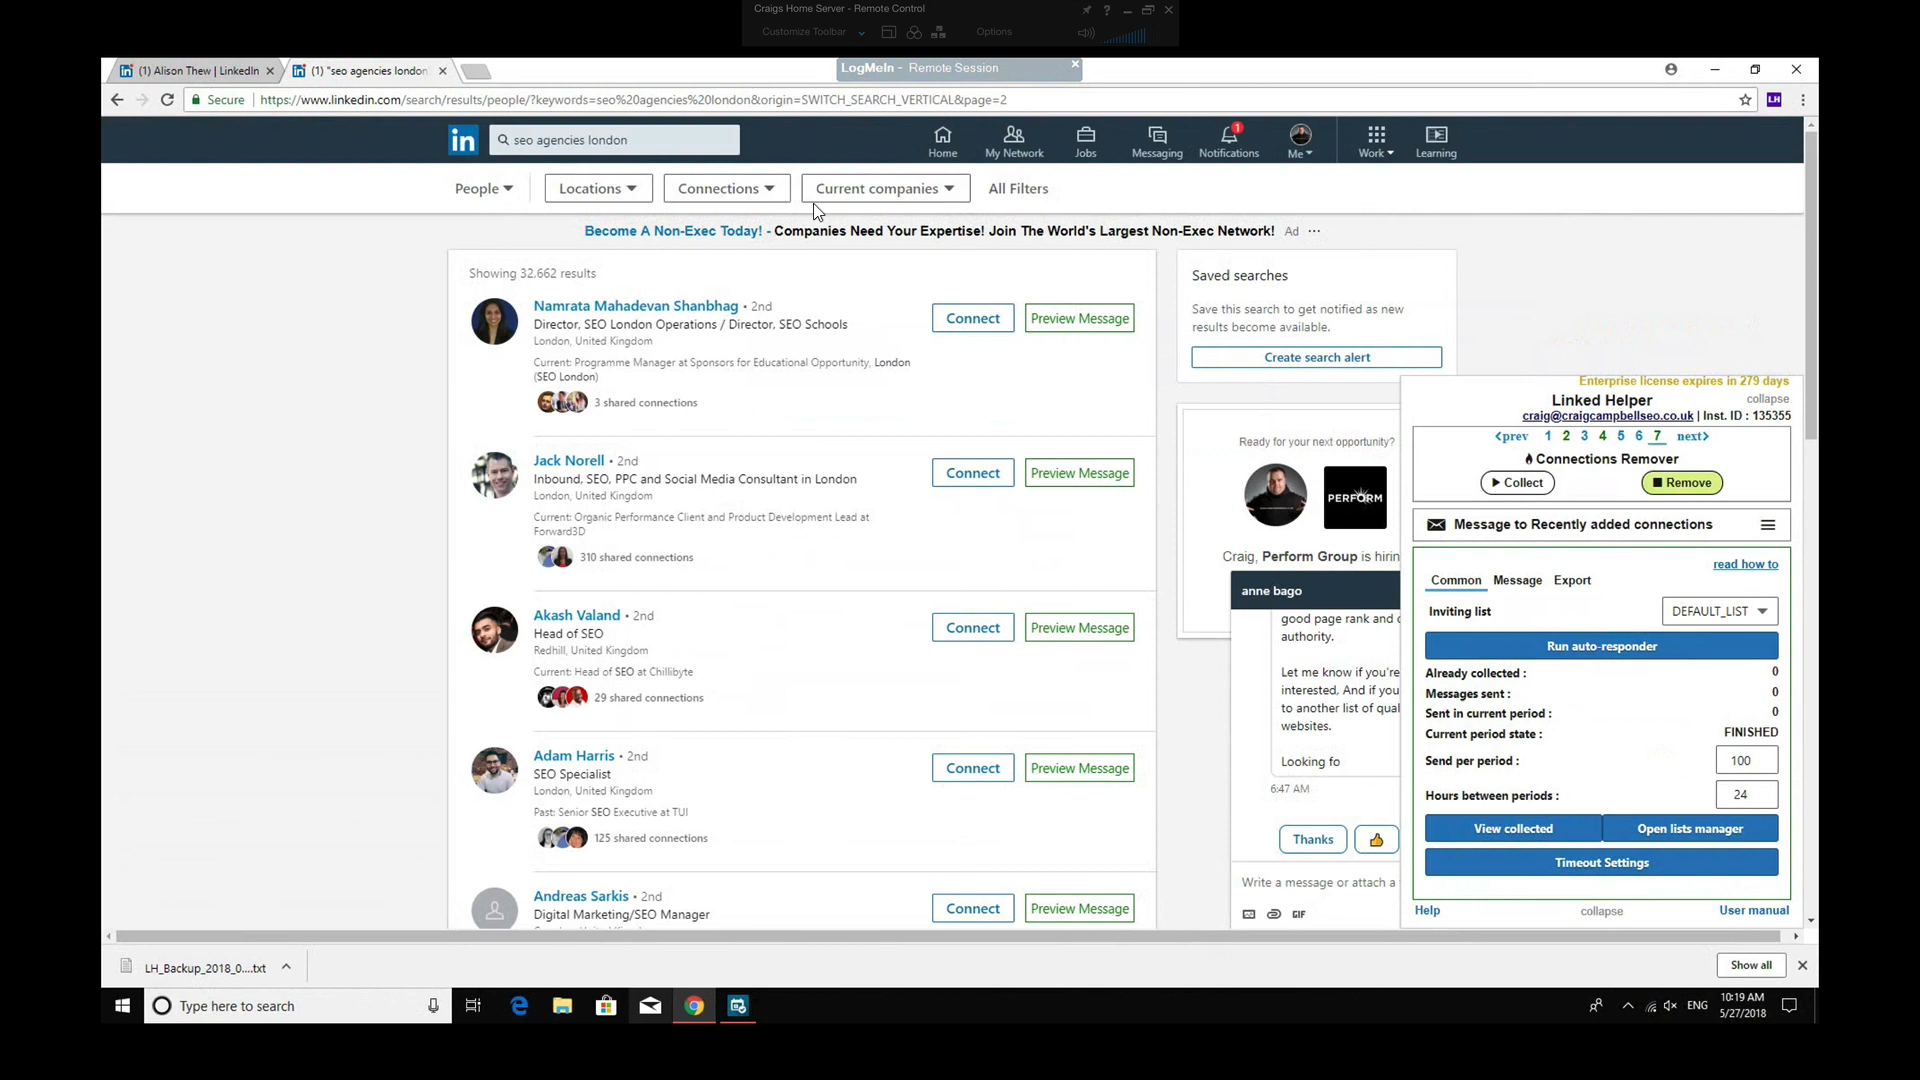 Craigs Home Server - Remote Control
Customize Toolbar
Options
(1) Alison Thew | LinkedIn
(1) "seo agencies london
LogMeIn - Remote Session
Secure
https://www.linkedin.com/search/results/people/?keywords=seo%20agencies%20london&origin=SWITCH_SEARCH_VERTICAL&page=2
LH
in
seo agencies london
Home
My Network
Jobs
Messaging
1
Notifications
Me
Work
Learning
People
Locations
Connections
Current companies
All Filters
Become A Non-Exec Today! - Companies Need Your Expertise! Join The World's Largest Non-Exec Network! Ad ···
Showing 32,662 results
Namrata Mahadevan Shanbhag • 2nd
Director, SEO London Operations / Director, SEO Schools
London, United Kingdom
Current: Programme Manager at Sponsors for Educational Opportunity, London
(SEO London)
3 shared connections
Connect
Preview Message
Jack Norell • 2nd
Inbound, SEO, PPC and Social Media Consultant in London
London, United Kingdom
Current: Organic Performance Client and Product Development Lead at
Forward3D
310 shared connections
Connect
Preview Message
Akash Valand • 2nd
Head of SEO
Redhill, United Kingdom
Current: Head of SEO at Chillibyte
29 shared connections
Connect
Preview Message
Adam Harris • 2nd
SEO Specialist
London, United Kingdom
Past: Senior SEO Executive at TUI
125 shared connections
Connect
Preview Message
Andreas Sarkis • 2nd
Digital Marketing/SEO Manager
Connect
Preview Message
Saved searches
Save this search to get notified as new
results become available.
Create search alert
Ready for your next opportunity?
PERFORM
Craig, Perform Group is hirin
anne bago
good page rank and
authority.
Let me know if you're
interested, And if you
to another list of qual
websites.
Looking fo
6:47 AM
Thanks
Write a message or attach a
GIF
Enterprise license expires in 279 days
Linked Helper
collapse
craig@craigcampbellseo.co.uk | Inst. ID : 135355
<prev 1 2 3 4 5 6 7 next>
Connections Remover
Collect
Remove
Message to Recently added connections
read how to
Common
Message
Export
Inviting list
DEFAULT_LIST
Run auto-responder
Already collected : 0
Messages sent : 0
Sent in current period : 0
Current period state : FINISHED
Send per period : 100
Hours between periods : 24
View collected
Open lists manager
Timeout Settings
Help
collapse
User manual
LH_Backup_2018_0....txt
Show all
Type here to search
ENG
10:19 AM
5/27/2018